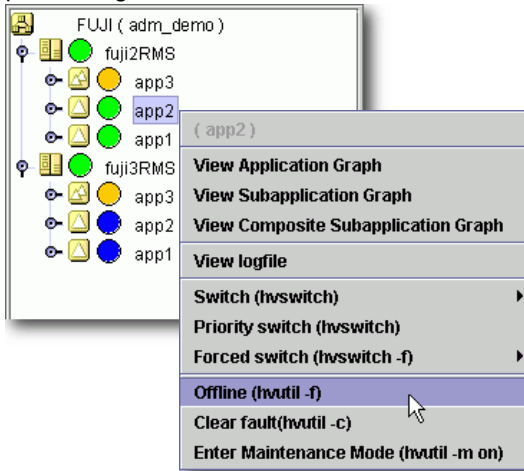 FUJI ( adm_demo )
fuji2RMS
app3
app2
app1
fuji3RMS
app3
app2
app1
( app2 )
View Application Graph
View Subapplication Graph
View Composite Subapplication Graph
View logfile
Switch (hvswitch)
Priority switch (hvswitch)
Forced switch (hvswitch -f)
Offline (hvutil -f)
Clear fault(hvutil -c)
Enter Maintenance Mode (hvutil -m on)